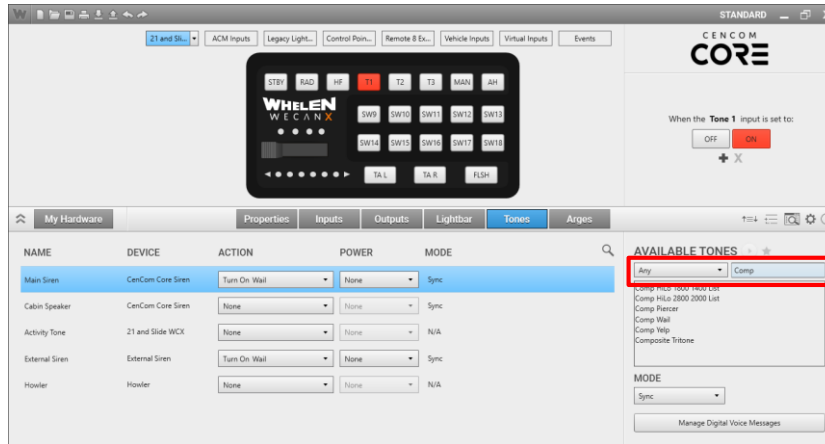 STANDARD
21 and Sli...
ACM Inputs
Legacy Light...
Control Poin...
Remote 8 Ex...
Vehicle Inputs
Virtual Inputs
Events
CENCOM
CORE
STBY RAD HF T1 T2 T3 MAN AH
WHELEN
WECANX
SW9 SW10 SW11 SW12 SW13
SW14 SW15 SW16 SW17 SW18
TA L TA R FLSH
When the Tone 1 input is set to:
OFF ON
My Hardware
Properties Inputs Outputs Lightbar Tones Arges
NAME DEVICE ACTION POWER MODE
Main Siren CenCom Core Siren Turn On Wail None Sync
Cabin Speaker CenCom Core Siren None None Sync
Activity Tone 21 and Slide WCX None None N/A
External Siren External Siren Turn On Wail None Sync
Howler Howler None None N/A
AVAILABLE TONES
Any Comp
Comp HiLo 1800 1400 List
Comp HiLo 2800 2000 List
Comp Piercer
Comp Wail
Comp Yelp
Composite Tritone
MODE
Sync
Manage Digital Voice Messages